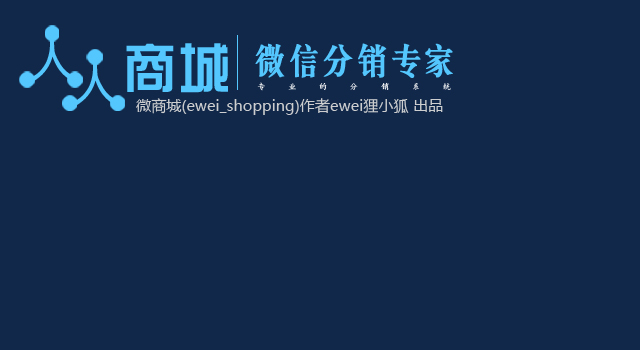 人人商城
微信分销专家
专业的分销系统
微商城(ewei_shopping)作者ewei狸小狐 出品